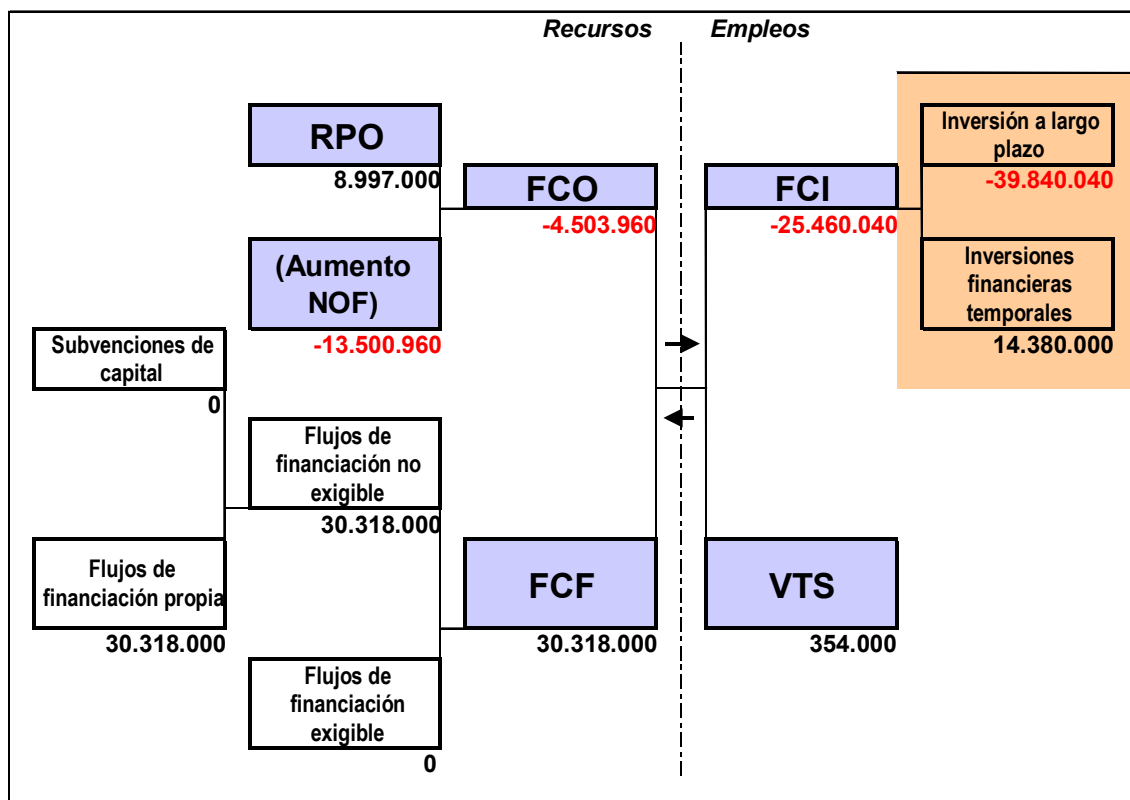 Recursos
Empleos
RPO
8.997.000
FCO
-4.503.960
FCI
-25.460.040
Inversión a largo
plazo
-39.840.040
(Aumento
NOF)
-13.500.960
Inversiones
financieras
temporales
14.380.000
Subvenciones de
capital
0
Flujos de
financiación no
exigible
30.318.000
Flujos de
financiación propia
30.318.000
FCF
30.318.000
VTS
354.000
Flujos de
financiación
exigible
0